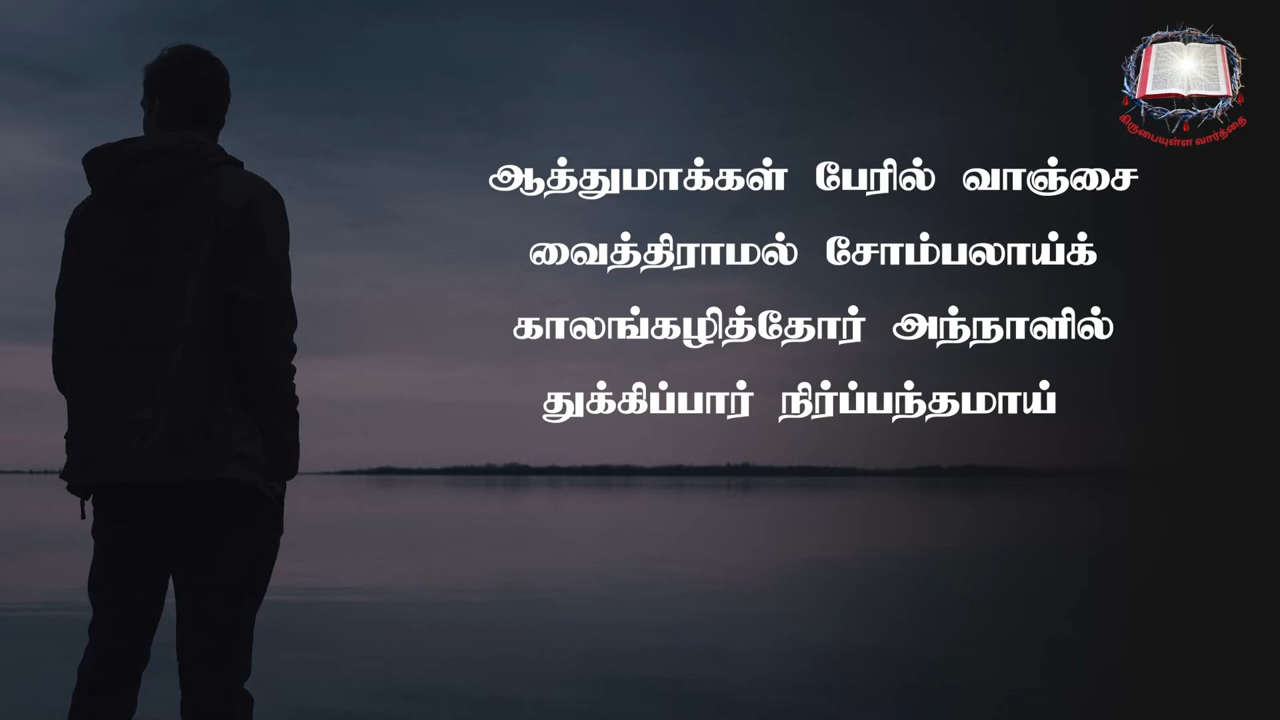 கிருபையுள்ள வார்த்தை
ஆத்துமாக்கள் பேரில் வாஞ்சை
வைத்திராமல் சோம்பலாய்க்
காலங்கழித்தோர் அந்நாளில்
துக்கிப்பார் நிர்ப்பந்தமாய்